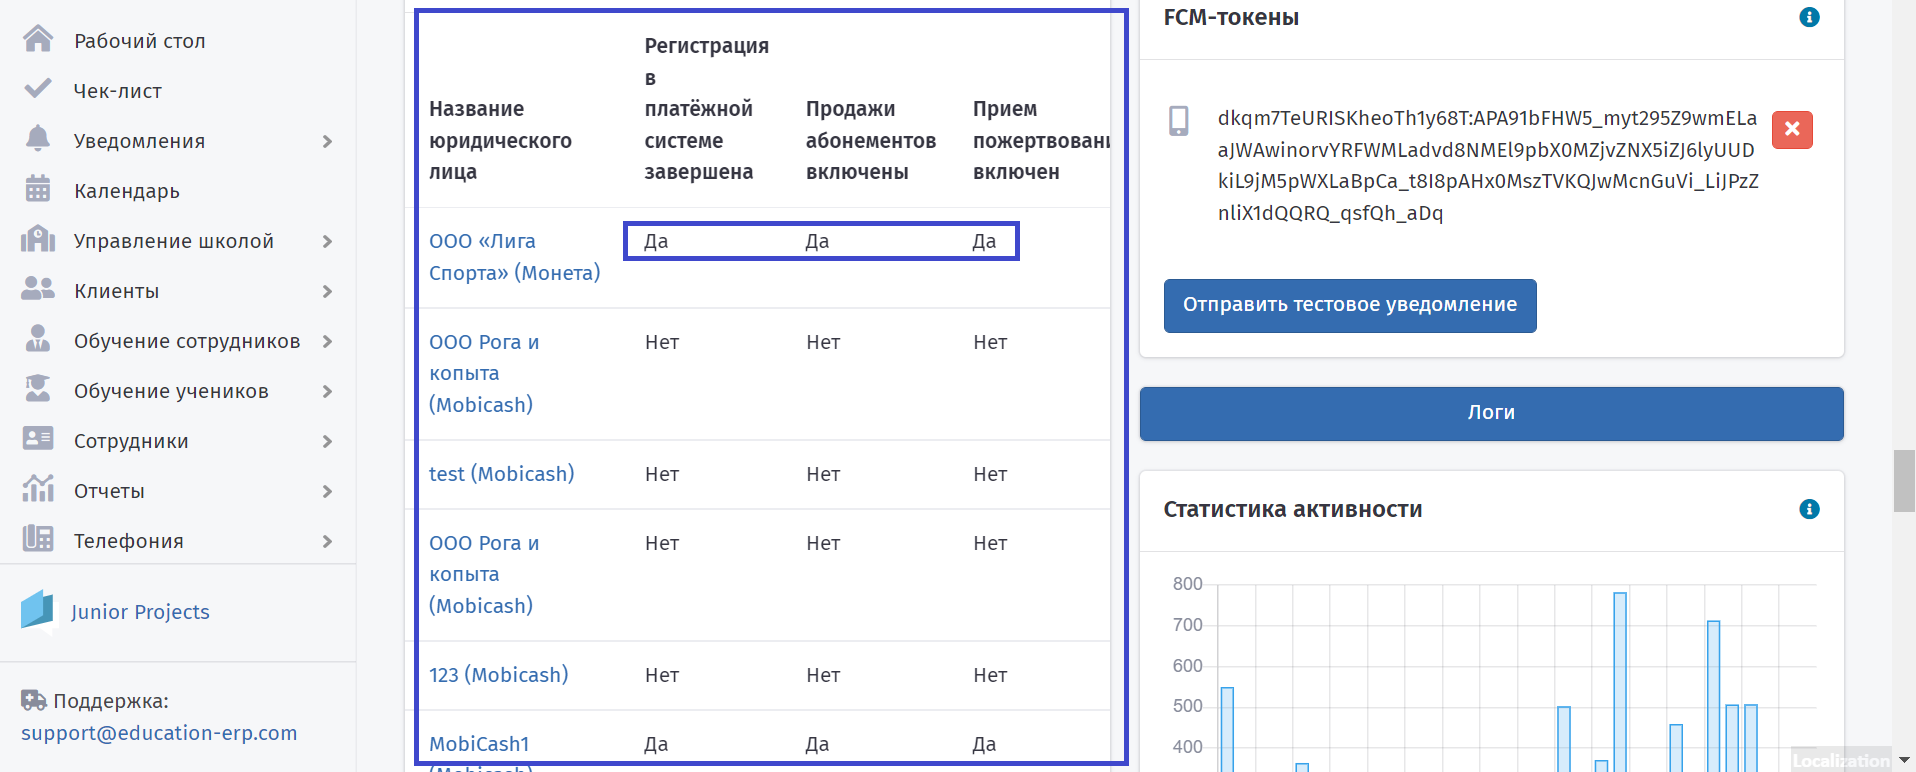 Рабочий стол
Чек-лист
Уведомления
Календарь
Управление школой
Клиенты
Обучение сотрудников
Обучение учеников
Сотрудники
Отчеты
Телефония
Junior Projects
Поддержка:
support@education-erp.com
Название
юридического
лица
Регистрация
в
платёжной
системе
завершена
Продажи
абонементов
включены
Прием
пожертвовани
включен
ООО «Лига
Спорта» (Монета)
Да
Да
Да
ООО Рога и
копыта
(Mobicash)
Нет
Нет
Нет
test (Mobicash)
Нет
Нет
Нет
ООО Рога и
копыта
(Mobicash)
Нет
Нет
Нет
123 (Mobicash)
Нет
Нет
Нет
MobiCash1
(Mobicash)
Да
Да
Да
FCM-токены
dkqm7TeURISKheoTh1y68T:APA91bFHW5_myt295Z9wmELa
aJWAwinorvYRFWMLadvd8NMEl9pbX0MZjvZNX5iZJ6lyUUD
kiL9jM5pWXLaBpCa_t8I8pAHx0MszTVKQJwMcnGuVi_LiJPzZ
nliX1dQQRQ_qsfQh_aDq
Отправить тестовое уведомление
Логи
Статистика активности
800
700
600
500
400
Localization